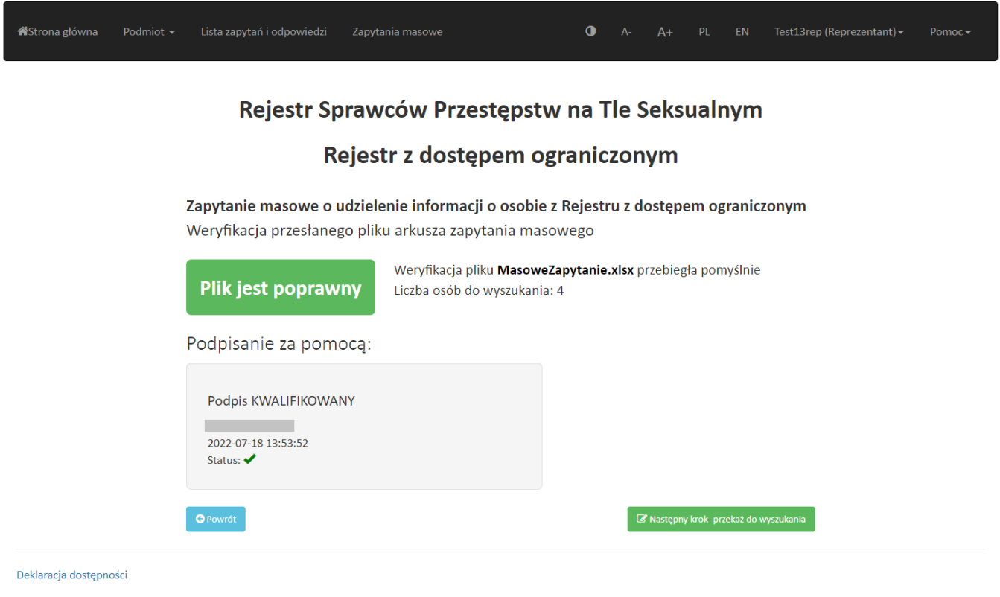 Strona główna Podmiot Lista zapytań i odpowiedzi Zapytania masowe A- A+ PL EN Test13rep (Reprezentant) Pomoc
Rejestr Sprawców Przestępstw na Tle Seksualnym
Rejestr z dostępem ograniczonym
Zapytanie masowe o udzielenie informacji o osobie z Rejestru z dostępem ograniczonym
Weryfikacja przesłanego pliku arkusza zapytania masowego
Plik jest poprawny
Weryfikacja pliku MasoweZapytanie.xlsx przebiegła pomyślnie
Liczba osób do wyszukania: 4
Podpisanie za pomocą:
Podpis KWALIFIKOWANY
2022-07-18 13:53:52
Status:
Powrót
Następny krok- przekaż do wyszukania
Deklaracja dostępności